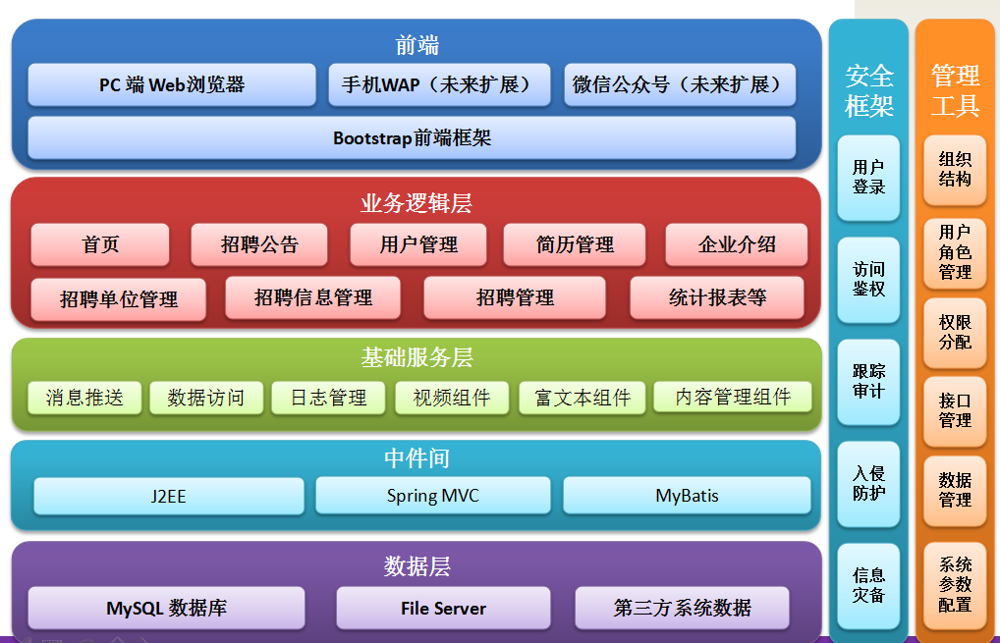 前端
PC 端 Web浏览器
手机WAP（未来扩展）
微信公众号（未来扩展）
Bootstrap前端框架
业务逻辑层
首页
招聘公告
用户管理
简历管理
企业介绍
招聘单位管理
招聘信息管理
招聘管理
统计报表等
基础服务层
消息推送
数据访问
日志管理
视频组件
富文本组件
内容管理组件
中件间
J2EE
Spring MVC
MyBatis
数据层
MySQL 数据库
File Server
第三方系统数据
安全
框架
用户
登录
访问
鉴权
跟踪
审计
入侵
防护
信息
灾备
管理
工具
组织
结构
用户
角色
管理
权限
分配
接口
管理
数据
管理
系统
参数
配置